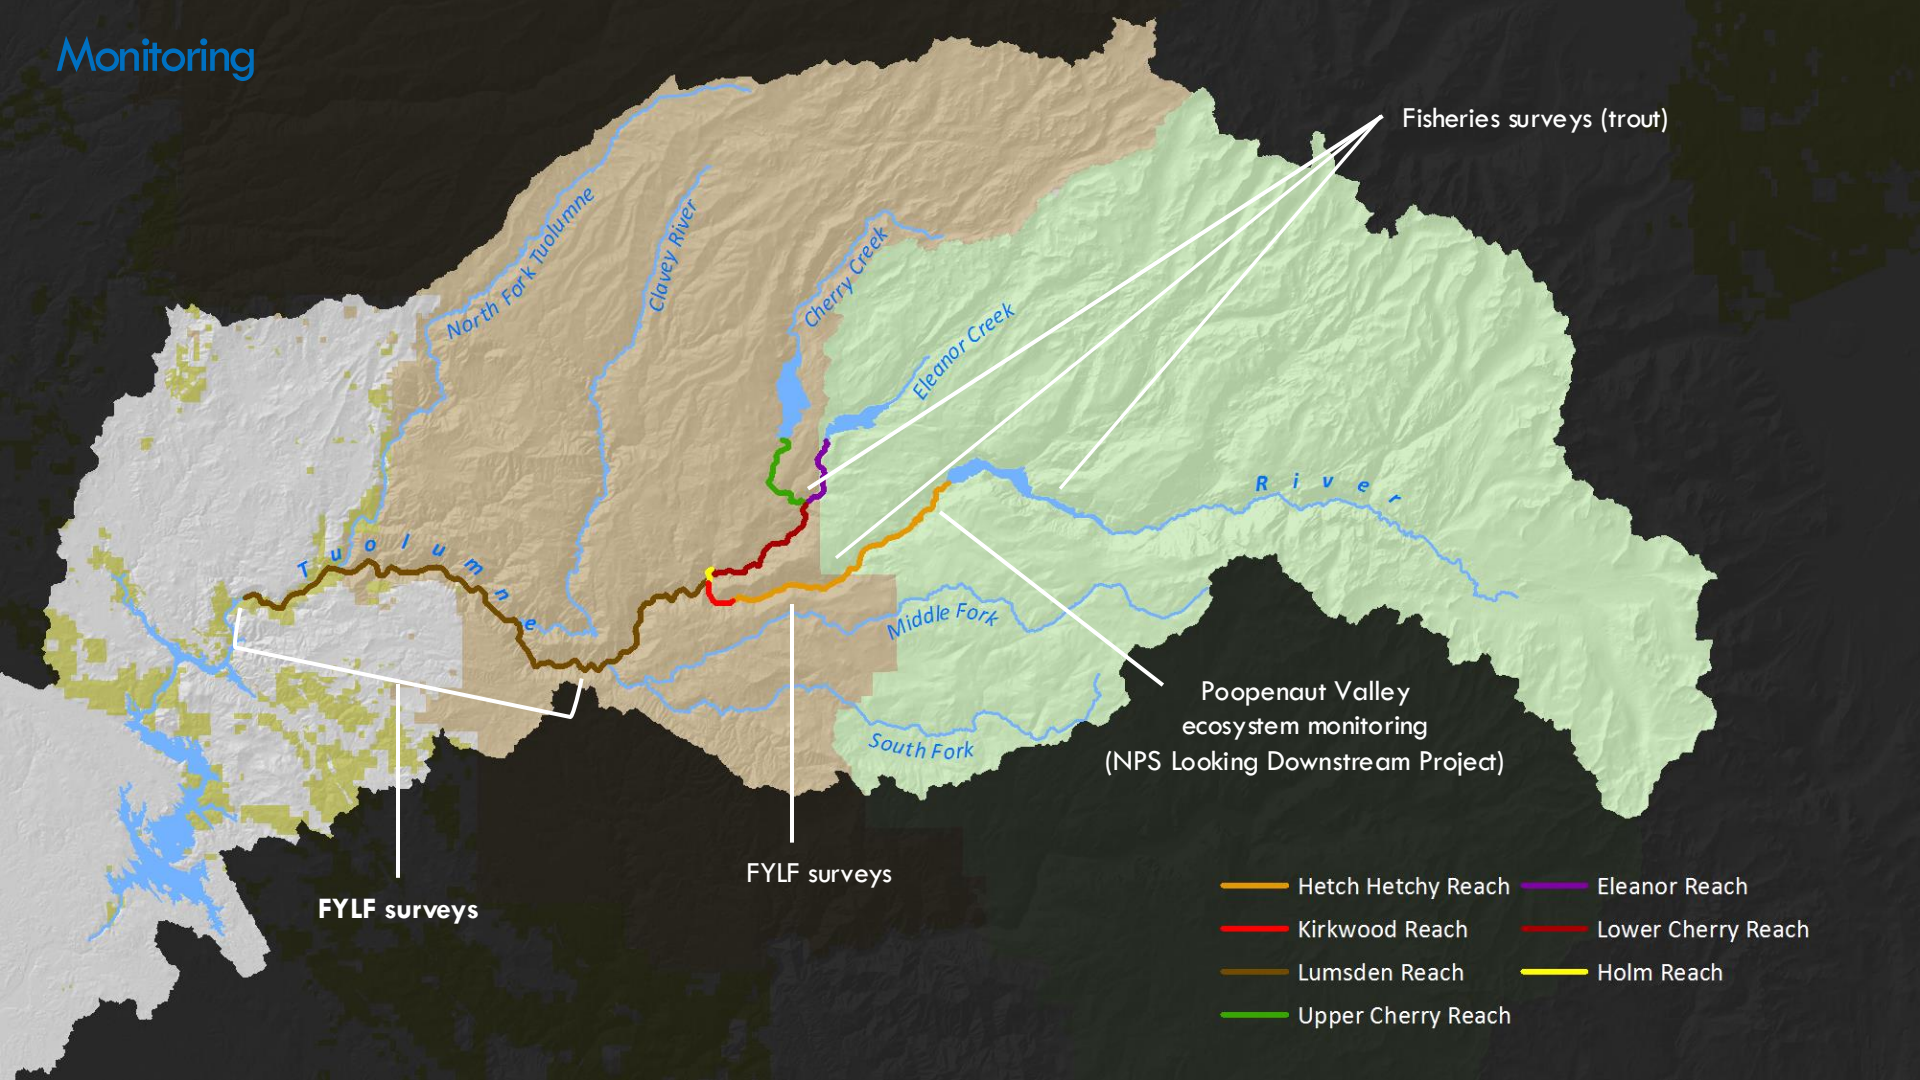 Monitoring
Fisheries surveys (trout)
North Fork Tuolumne
Clavey River
Cherry Creek
Eleanor Creek
River
Tuolumne
Middle Fork
South Fork
Poopenaut Valley
ecosystem monitoring
(NPS Looking Downstream Project)
FYLF surveys
FYLF surveys
Hetch Hetchy Reach
Eleanor Reach
Kirkwood Reach
Lower Cherry Reach
Lumsden Reach
Holm Reach
Upper Cherry Reach